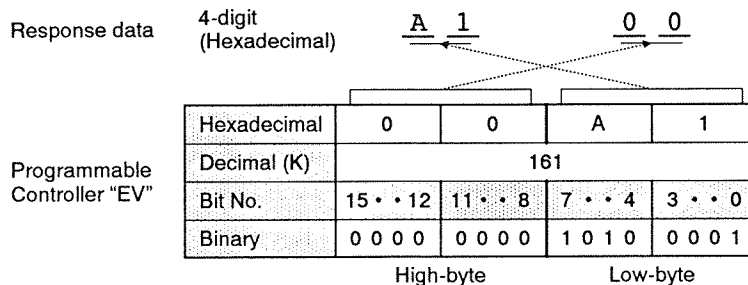 Response data 4-digit (Hexadecimal) A 1 0 0
Programmable Controller “EV”
Hexadecimal 0 0 A 1
Decimal (K) 161
Bit No. 15 • • 12 11 • • 8 7 • • 4 3 • • 0
Binary 0 0 0 0 0 0 0 0 1 0 1 0 0 0 0 1
High-byte Low-byte